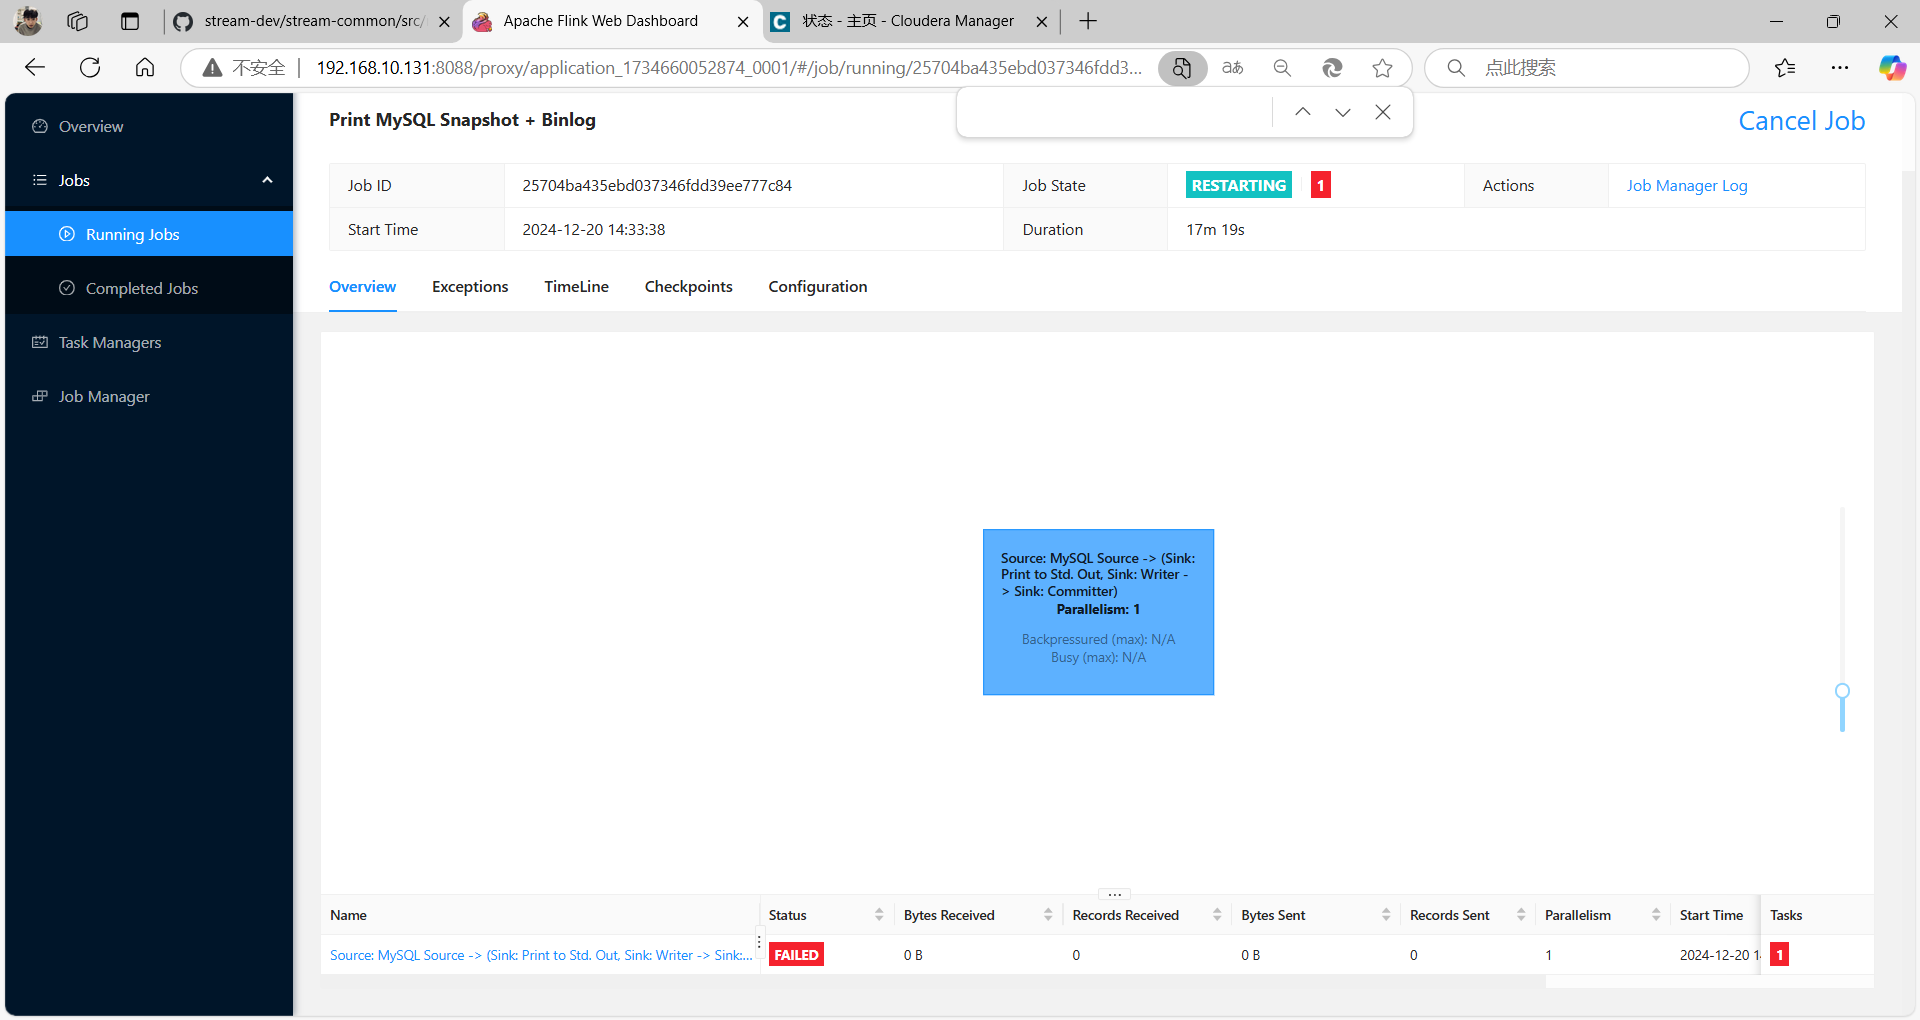 stream-dev/stream-common/src/
Apache Flink Web Dashboard
状态 - 主页 - Cloudera Manager
不安全
192.168.10.131:8088/proxy/application_1734660052874_0001/#/job/running/25704ba435ebd037346fdd3...
aあ
点此搜索
Overview
Jobs
Running Jobs
Completed Jobs
Task Managers
Job Manager
Print MySQL Snapshot + Binlog
Cancel Job
Job ID 25704ba435ebd037346fdd39ee777c84 Job State RESTARTING 1 Actions Job Manager Log
Start Time 2024-12-20 14:33:38 Duration 17m 19s
Overview Exceptions TimeLine Checkpoints Configuration
Source: MySQL Source -> (Sink:
Print to Std. Out, Sink: Writer -
> Sink: Committer)
Parallelism: 1
Backpressured (max): N/A
Busy (max): N/A
Name Status Bytes Received Records Received Bytes Sent Records Sent Parallelism Start Time Tasks
Source: MySQL Source -> (Sink: Print to Std. Out, Sink: Writer -> Sink:... FAILED 0 B 0 0 B 0 1 2024-12-20 1 1